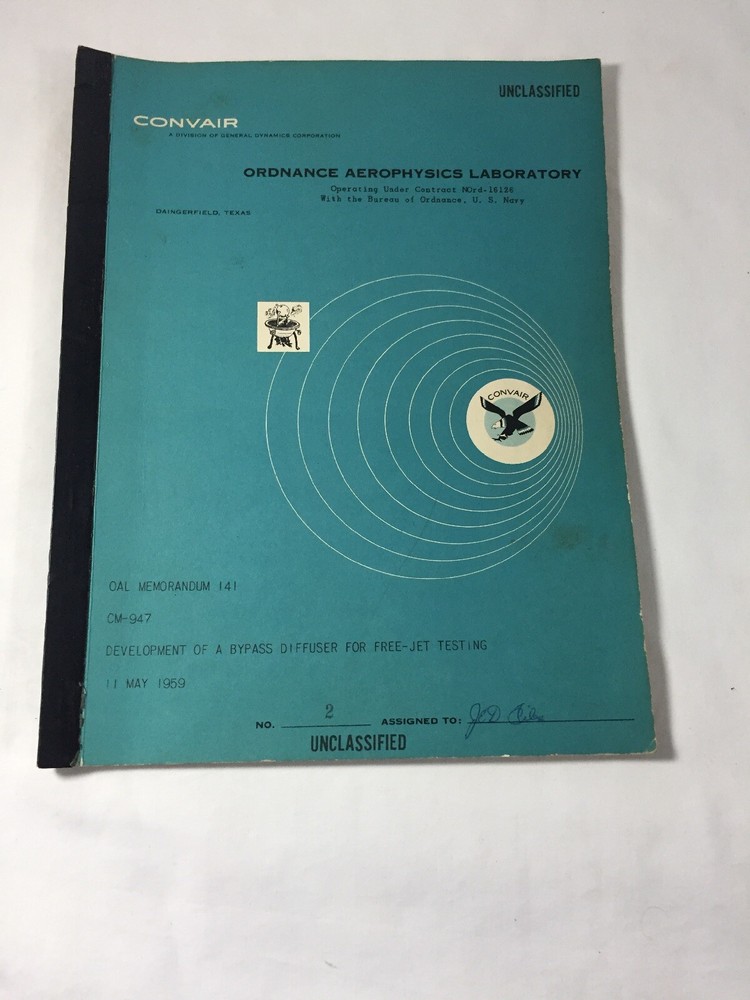 UNCLASSIFIED
CONVAIR
A DIVISION OF GENERAL DYNAMICS CORPORATION
ORDNANCE AEROPHYSICS LABORATORY
Operating Under Contract NOrd-16126
With the Bureau of Ordnance, U. S. Navy
DAINGERFIELD, TEXAS
CONVAIR
OAL MEMORANDUM 141
CM-947
DEVELOPMENT OF A BYPASS DIFFUSER FOR FREE-JET TESTING
11 MAY 1959
NO. 2 ASSIGNED TO:
UNCLASSIFIED